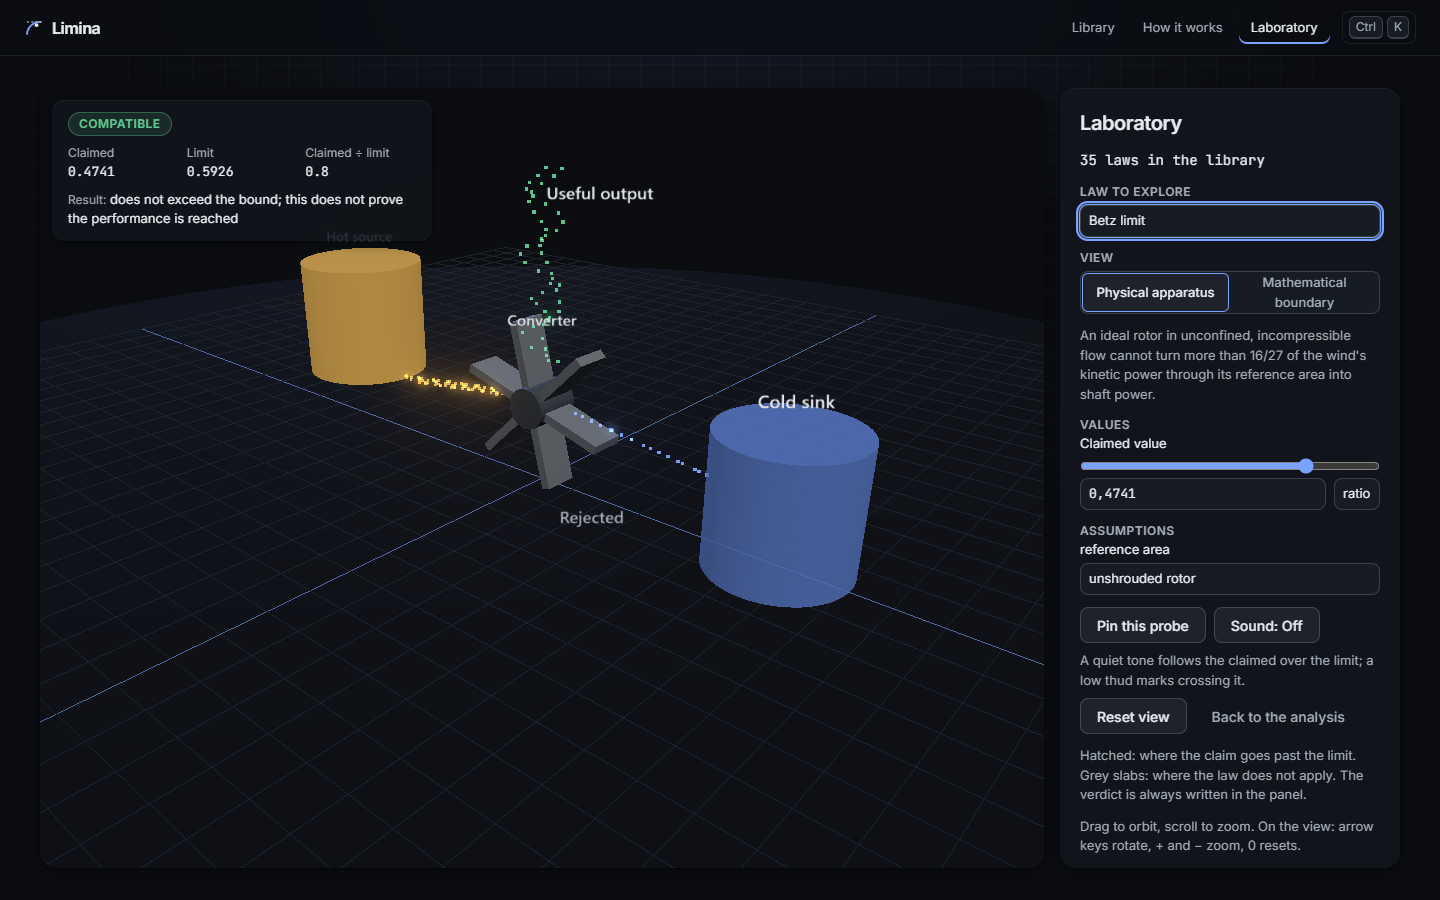 Limina
Library
How it works
Laboratory
Ctrl
K
COMPATIBLE
Claimed
Limit
Claimed ÷ limit
0.4741
0.5926
0.8
Result: does not exceed the bound; this does not prove
the performance is reached
Hot source
Useful output
Converter
Cold sink
Rejected
Laboratory
35 laws in the library
LAW TO EXPLORE
Betz limit
VIEW
Physical apparatus
Mathematical
boundary
An ideal rotor in unconfined, incompressible
flow cannot turn more than 16/27 of the wind's
kinetic power through its reference area into
shaft power.
VALUES
Claimed value
0,4741
ratio
ASSUMPTIONS
reference area
unshrouded rotor
Pin this probe
Sound: Off
A quiet tone follows the claimed over the limit; a
low thud marks crossing it.
Reset view
Back to the analysis
Hatched: where the claim goes past the limit.
Grey slabs: where the law does not apply. The
verdict is always written in the panel.
Drag to orbit, scroll to zoom. On the view: arrow
keys rotate, + and − zoom, 0 resets.